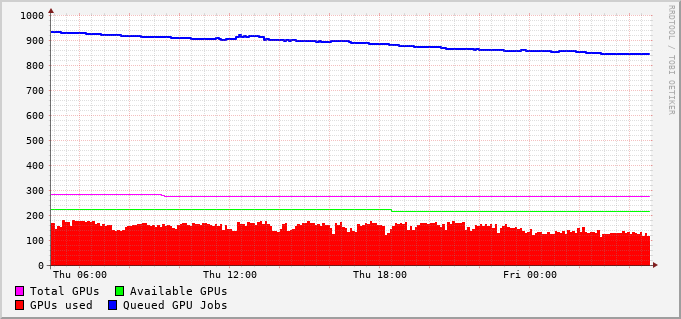 1000
900
800
700
600
500
400
300
200
100
0
Thu 06:00 Thu 12:00 Thu 18:00 Fri 00:00
RRDTOOL / TOBI OETIKER
Total GPUs Available GPUs
GPUs used Queued GPU Jobs